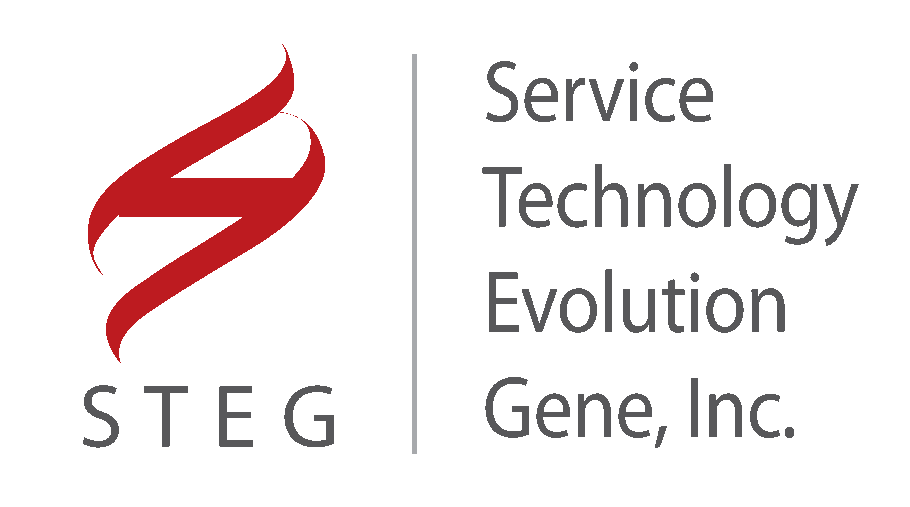 STEG
Service
Technology
Evolution
Gene, Inc.